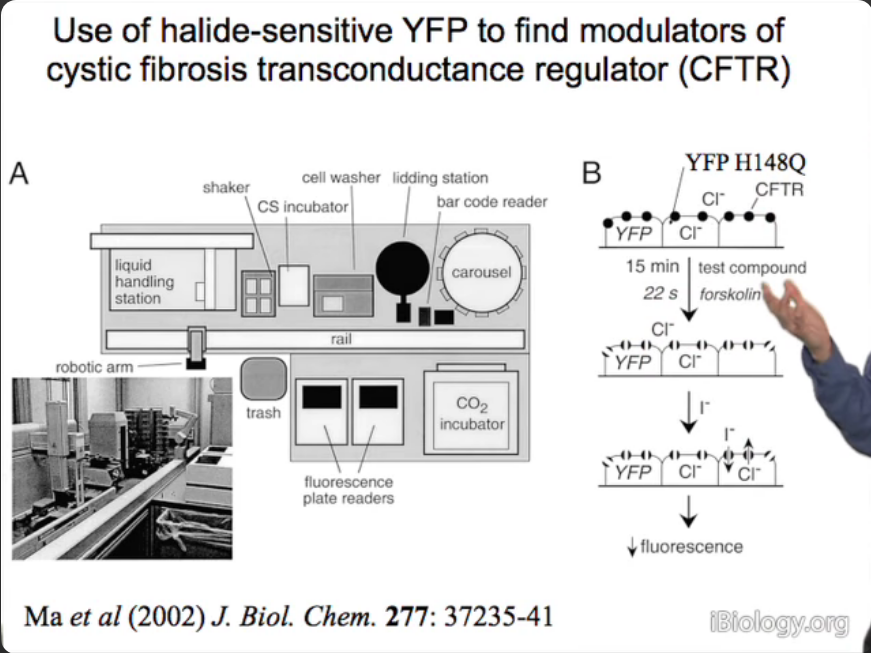 Use of halide-sensitive YFP to find modulators of
cystic fibrosis transconductance regulator (CFTR)
A
shaker
cell washer
lidding station
CS incubator
bar code reader
liquid
handling
station
carousel
rail
robotic arm
trash
CO2
incubator
fluorescence
plate readers
B
YFP H148Q
Cl-
CFTR
YFP
Cl-
15 min
test compound
22 s
forskolin
Cl-
YFP
Cl-
I-
I-
YFP
Cl-
Cl-
↓ fluorescence
Ma et al (2002) J. Biol. Chem. 277: 37235-41
iBiology.org